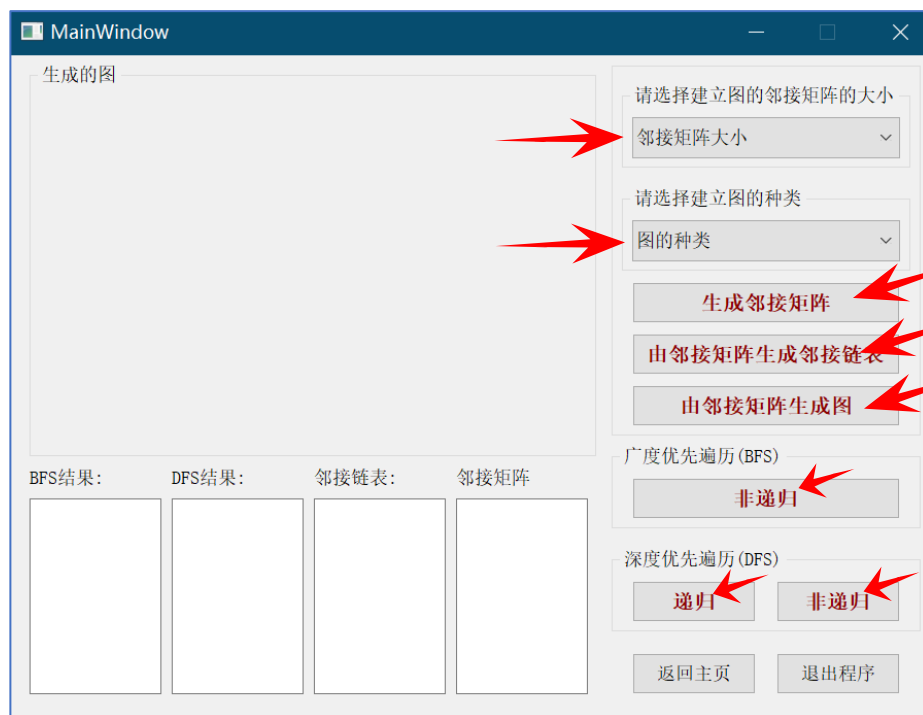 MainWindow
生成的图
请选择建立图的邻接矩阵的大小
邻接矩阵大小
请选择建立图的种类
图的种类
生成邻接矩阵
由邻接矩阵生成邻接链表
由邻接矩阵生成图
BFS结果:
DFS结果:
邻接链表:
邻接矩阵
广度优先遍历(BFS)
非递归
深度优先遍历(DFS)
递归
非递归
返回主页
退出程序